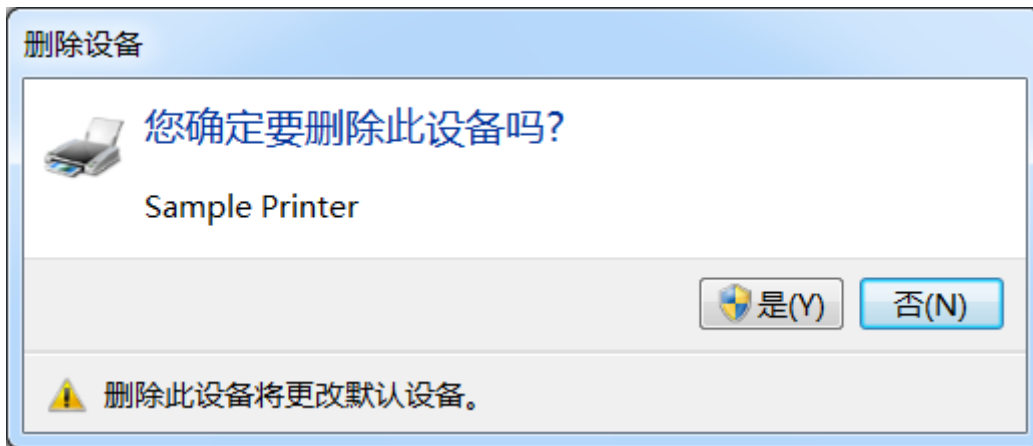 删除设备
您确定要删除此设备吗?
Sample Printer
是(Y)
否(N)
删除此设备将更改默认设备。